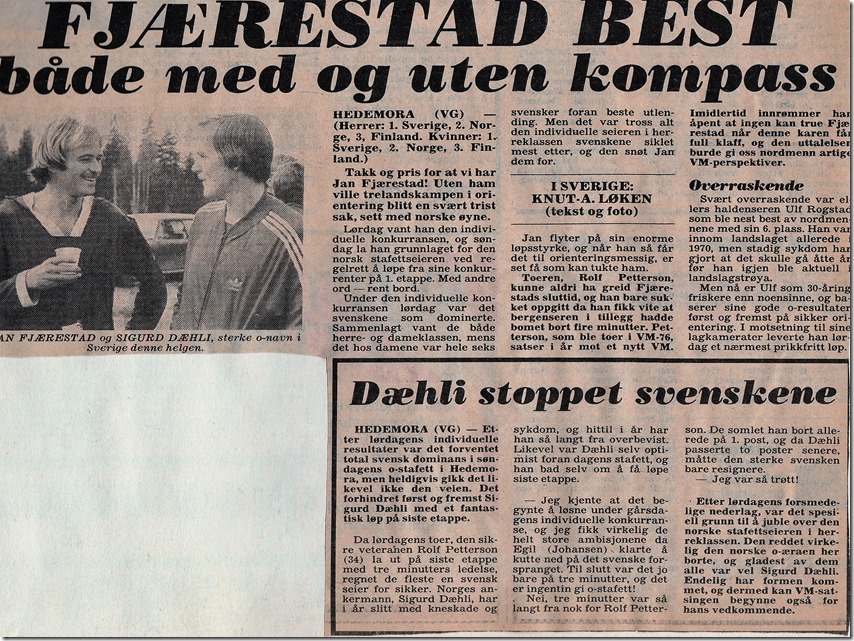 FJÆRESTAD BEST
både med og uten kompass
AN FJÆRESTAD og SIGURD DÆHLI, sterke o-navn i
Sverige denne helgen.
HEDEMORA (VG) —
(Herrer: 1. Sverige, 2. Nor-
ge, 3, Finland. Kvinner: 1.
Sverige, 2. Norge, 3. Fin-
land.)
Takk og pris for at vi har
Jan Fjærestad! Uten ham
ville trelandskampen i ori-
entering blitt en svært trist
sak, sett med norske øyne.
Lørdag vant han den indivi-
duelle konkurransen, og søn-
dag la han grunnlaget for den
norsk stafettseieren ved re-
gelrett å løpe fra sine konkur-
renter på 1. etappe. Med andre
ord — rent bord.
Under den individuelle kon-
kurransen lørdag var det
svenskene som dominerte.
Sammenlagt vant de både
herre- og dameklassen, mens
det hos damene var hele seks
svensker foran beste utlen-
ding. Men det var tross alt
den individuelle seieren i her-
reklassen svenskene siklet
mest etter, og den snøt Jan
dem for.
I SVERIGE:
KNUT-A. LØKEN
(tekst og foto)
Jan flyter på sin enorme
løpsstyrke, og når han så får
det til orienteringsmessig, er
set få som kan tukte ham.
Toeren, Rolf Petterson,
kunne aldri ha greid Fjære-
stads sluttid, og han bare suk-
ket oppgitt da han fikk vite at
bergenseren i tillegg hadde
bomet bort fire minutter. Pet-
terson, som ble toer i VM-76,
satser i år mot et nytt VM.
Imidlertid innrømmer han
åpent at ingen kan true Fjæ-
restad når denne karen får
full klaff, og den uttalelsen
burde gi oss nordmenn artige
VM-perspektiver.
Overraskende
Svært overraskende var el-
lers haldenseren Ulf Rogstad
som ble nest best av nordmen-
nene med sin 6. plass. Han var
innom landslaget allerede i
1970, men stadig sykdom har
gjort at det skulle gå åtte år
før han igjen ble aktuell i
landslagstrøya.
Men nå er Ulf som 30-åring
friskere enn noensinne, og ba-
serer sine gode o-resultater
først og fremst på sikker ori-
entering. I motsetning til sine
lagkamerater leverte han lør-
dag et nærmest prikkfritt løp.
Dæhli stoppet svenskene
HEDEMORA (VG) — Et-
ter lørdagens individuelle
resultater var det forventet
total svensk dominans i søn-
dagens o-stafett i Hedemo-
ra, men heldigvis gikk det li-
kevel ikke den veien. Det
forhindret først og fremst Si-
gurd Dæhli med et fantas-
tisk løp på siste etappe.
Da lørdagens toer, den sik-
re veterahen Rolf Petterson
(34) la ut på siste etappe
med tre minutters ledelse,
regnet de fleste en svensk
seier for sikker. Norges an-
kermann, Sigurd Dæhli, har
i år slitt med kneskade og
sykdom, og hittil i år har
han så langt fra overbevist.
Likevel var Dæhli selv opti-
mist foran dagens stafett, og
han bad selv om å få løpe
siste etappe.
— Jeg kjente at det be-
gynte å løsne under gårsda-
gens individuelle konkurran-
se, og jeg fikk virkelig de
helt store ambisjonene da
Egil (Johansen) klarte å
kutte ned på det svenske for-
spranget. Til slutt var det jo
bare på tre minutter, og det
er ingentin gi o-stafett!
Nei, tre minutter var så
langt fra nok for Rolf Petter-
son. De somlet han bort alle-
rede på 1. post, og da Dæhli
passerte to poster senere,
måtte den sterke svensken
bare resignere.
— Jeg var så trøtt!
Etter lørdagens forsmede-
lige nederlag, var det spesi-
ell grunn til å juble over den
norske stafettseieren i her-
reklassen. Den reddet virke-
lig den norske o-æraen her
borte, og gladest av dem
alle var vel Sigurd Dæhli.
Endelig har formen kom-
met, og dermed kan VM-sat-
singen begynne også for
hans vedkommende.